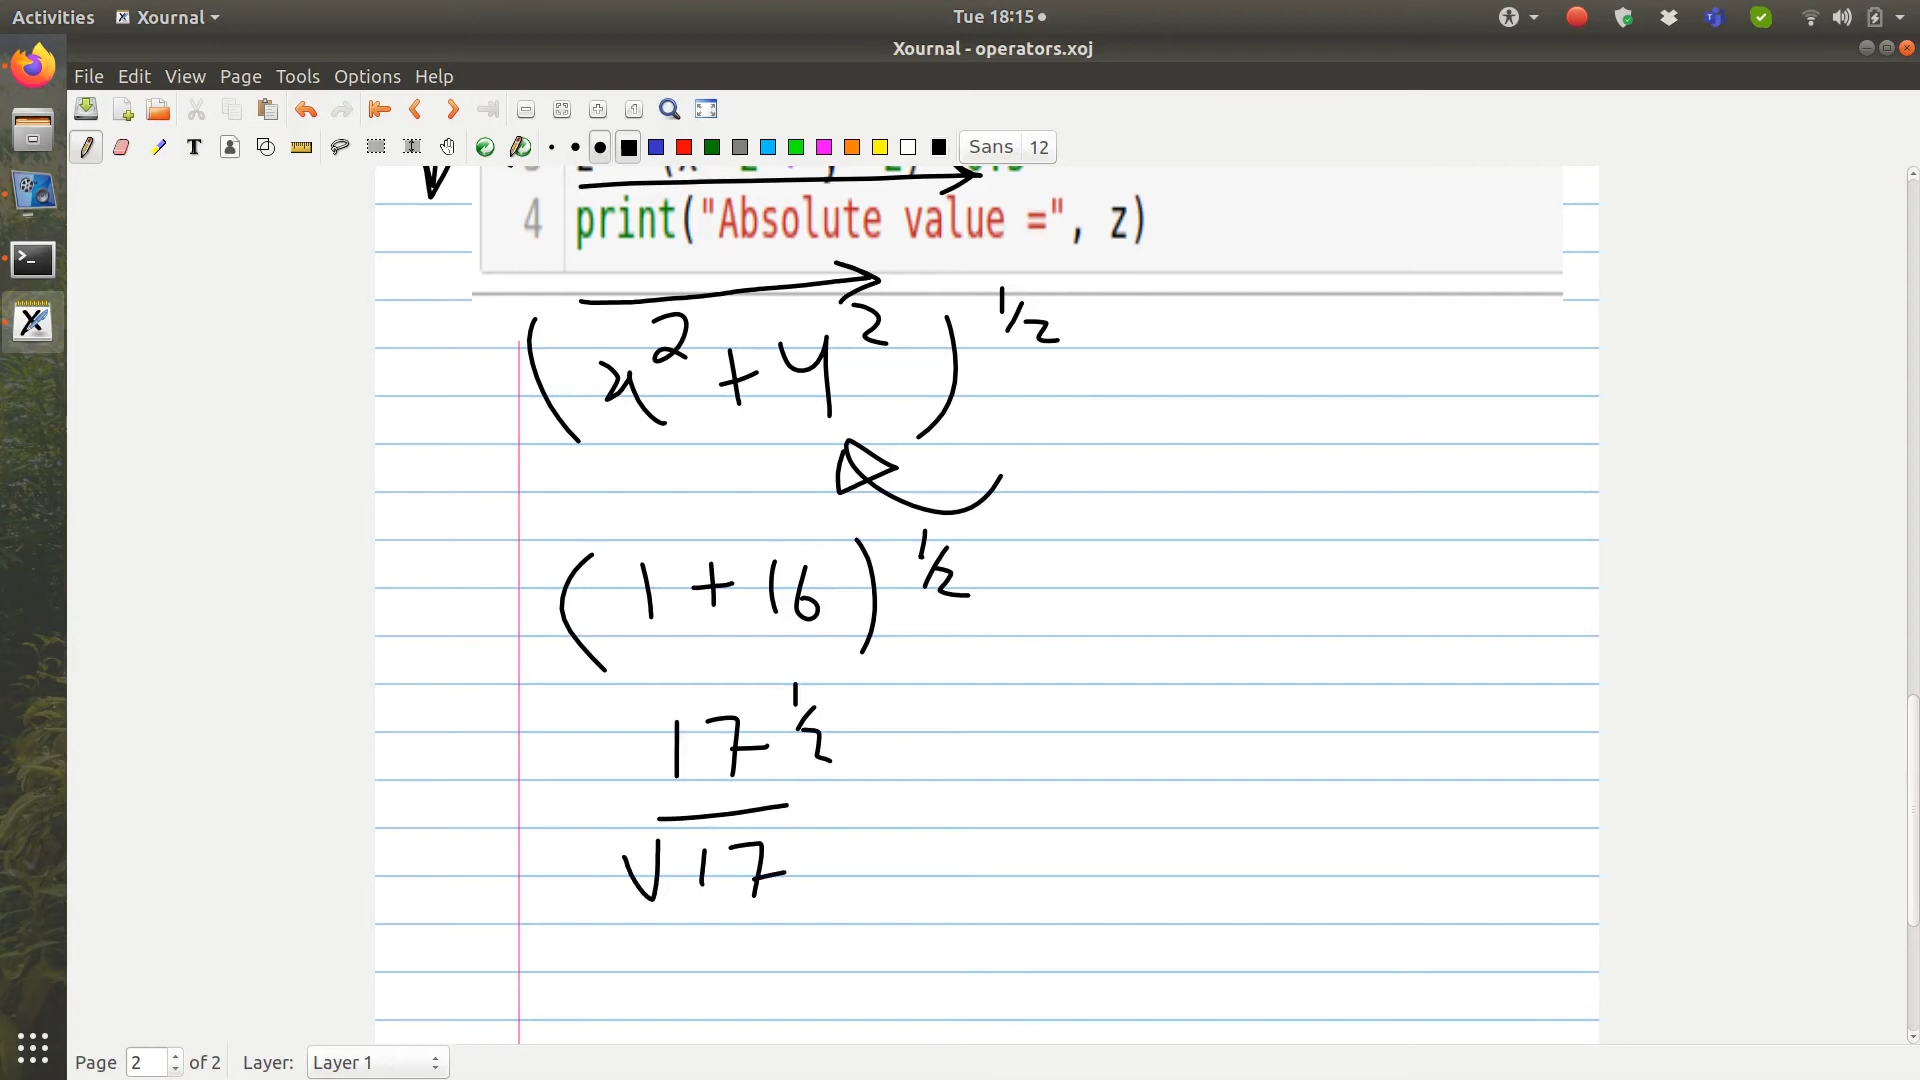 Activities Xournal Tue 18:15
Xournal - operators.xoj
File Edit View Page Tools Options Help
Sans 12
4 print("Absolute value =", z)
(x² + y²)^1/2
(1 + 16)^1/2
17^1/2
√17
Page 2 of 2 Layer: Layer 1